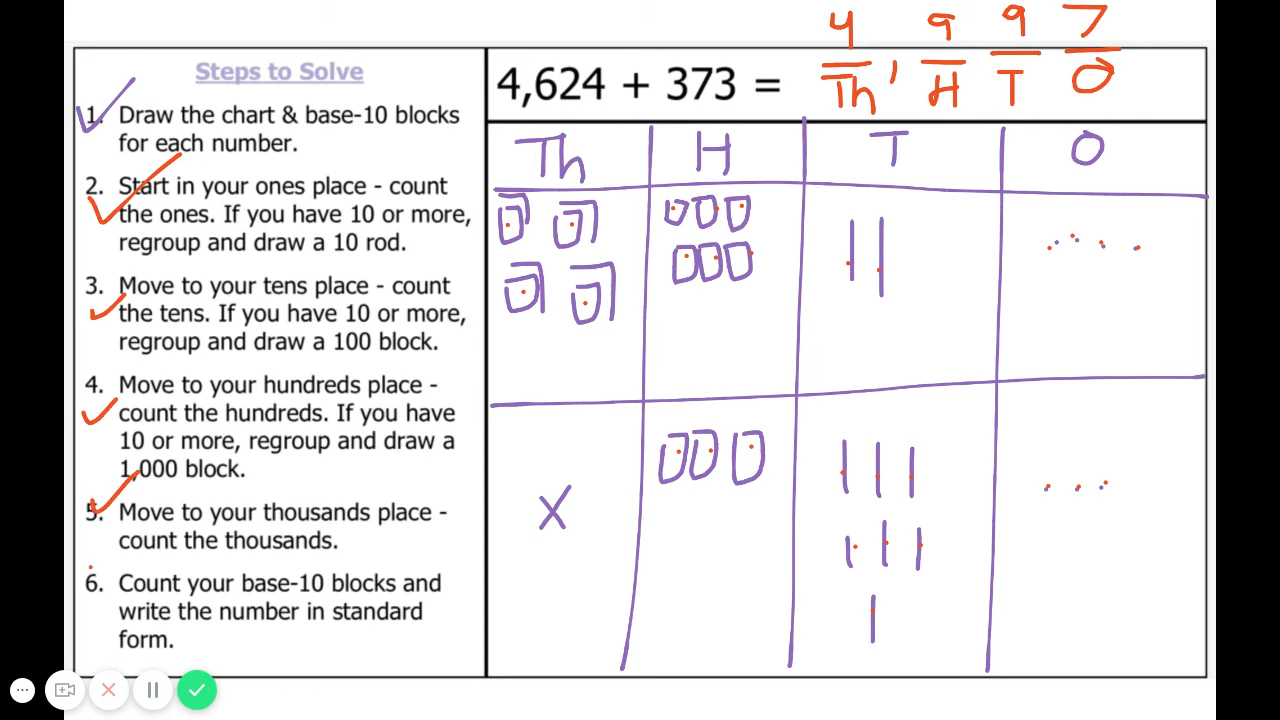 4 9 9 7
Th, H T O
Steps to Solve
1. Draw the chart & base-10 blocks
for each number.
2. Start in your ones place - count
the ones. If you have 10 or more,
regroup and draw a 10 rod.
3. Move to your tens place - count
the tens. If you have 10 or more,
regroup and draw a 100 block.
4. Move to your hundreds place -
count the hundreds. If you have
10 or more, regroup and draw a
1,000 block.
5. Move to your thousands place -
count the thousands.
6. Count your base-10 blocks and
write the number in standard
form.
4,624 + 373 =
Th H T O
X